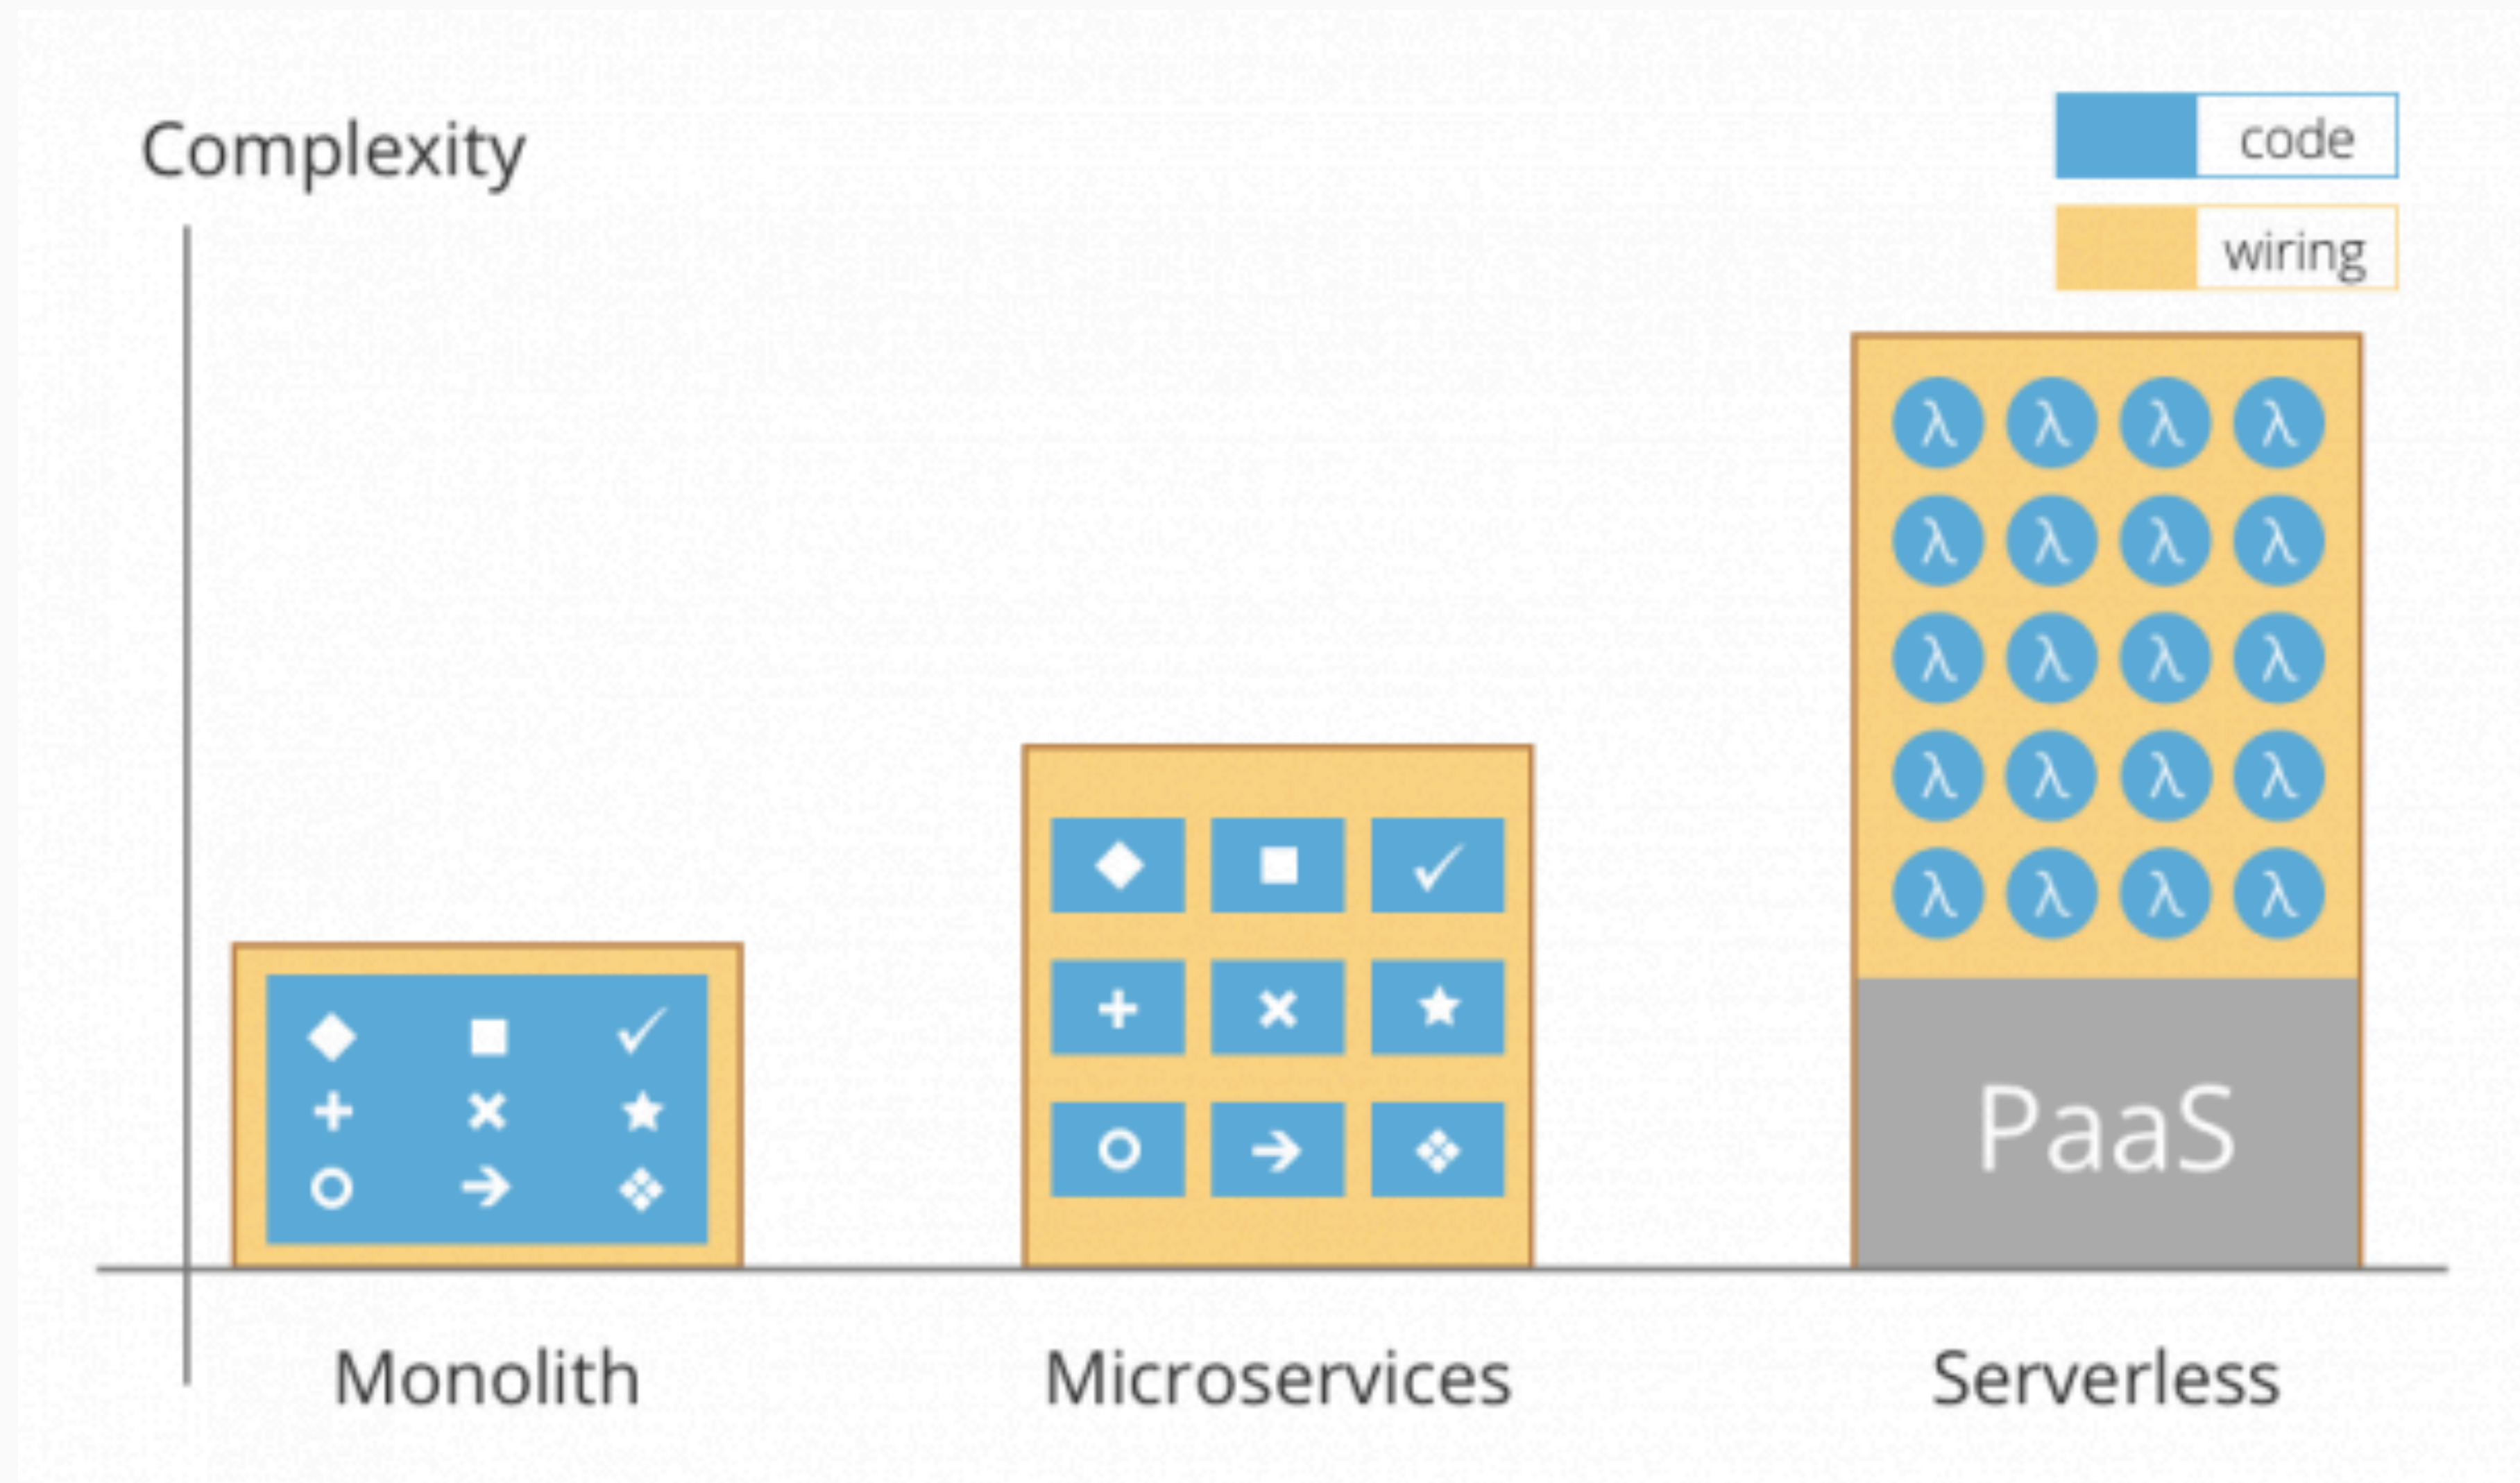 Complexity
code
wiring
λ λ λ λ
λ λ λ λ
λ λ λ λ
λ λ λ λ
λ λ λ λ
PaaS
Monolith
Microservices
Serverless